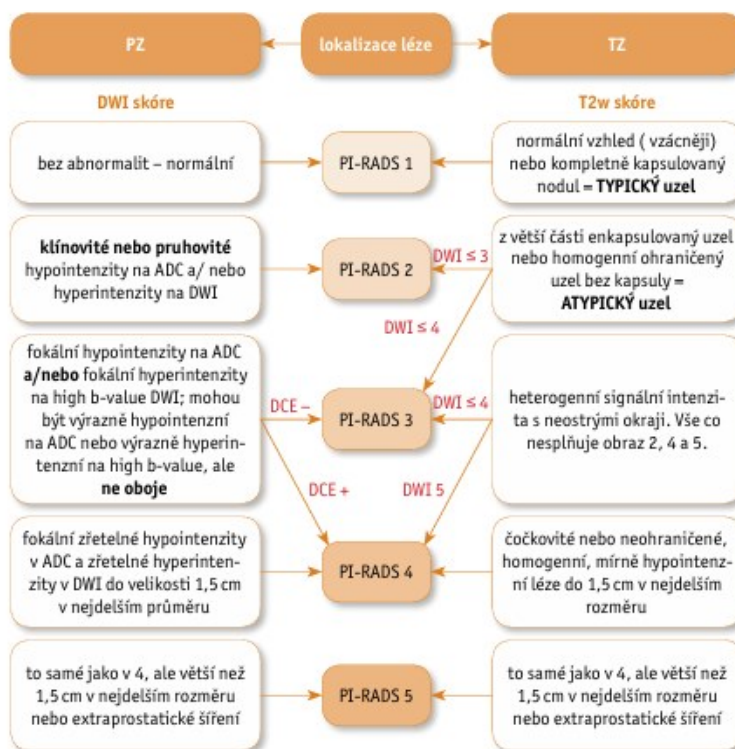 PZ
lokalizace léze
TZ
DWI skóre
T2w skóre
bez abnormalit – normální
PI-RADS 1
normální vzhled ( vzácněji)
nebo kompletně kapsulovaný
nodul = TYPICKÝ uzel
klínovité nebo pruhovité
hypointenzity na ADC a/ nebo
hyperintenzity na DWI
PI-RADS 2
DWI ≤ 3
z větší části enkapsulovaný uzel
nebo homogenní ohraničený
uzel bez kapsuly =
ATYPICKÝ uzel
DWI ≤ 4
fokální hypointenzity na ADC
a/nebo fokální hyperintenzity
na high b-value DWI; mohou
být výrazně hypointenzní
na ADC nebo výrazně hyperin-
tenzní na high b-value, ale
ne oboje
DCE –
PI-RADS 3
DWI ≤ 4
heterogenní signální intenzi-
ta s neostrými okraji. Vše co
nesplňuje obraz 2, 4 a 5.
DCE +
DWI 5
fokální zřetelné hypointenzity
v ADC a zřetelné hyperinten-
zity v DWI do velikosti 1,5 cm
v nejdelším průměru
PI-RADS 4
čočkovité nebo neohraničené,
homogenní, mírně hypointenz-
ní léze do 1,5 cm v nejdelším
rozměru
to samé jako v 4, ale větší než
1,5 cm v nejdelším rozměru
nebo extraprostatické šíření
PI-RADS 5
to samé jako v 4, ale větší než
1,5 cm v nejdelším rozměru
nebo extraprostatické šíření